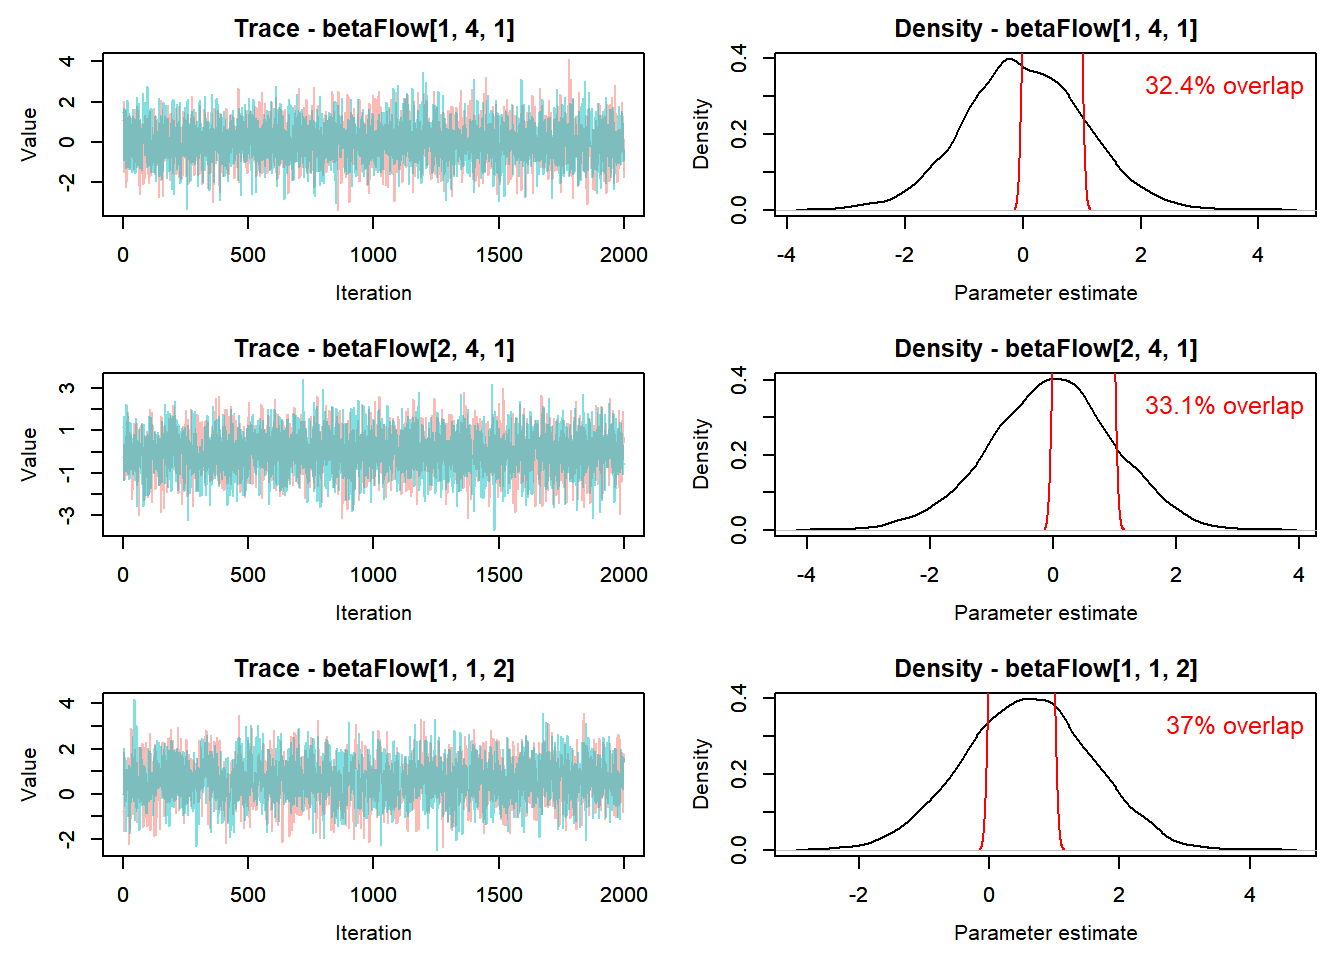 Trace - betaFlow[1, 4, 1]
Value
4
2
0
-2
0 500 1000 1500 2000
Iteration
Density - betaFlow[1, 4, 1]
32.4% overlap
Density
0.4
0.2
0.0
-4 -2 0 2 4
Parameter estimate
Trace - betaFlow[2, 4, 1]
Value
3
1
-1
-3
0 500 1000 1500 2000
Iteration
Density - betaFlow[2, 4, 1]
33.1% overlap
Density
0.4
0.2
0.0
-4 -2 0 2 4
Parameter estimate
Trace - betaFlow[1, 1, 2]
Value
4
2
0
-2
0 500 1000 1500 2000
Iteration
Density - betaFlow[1, 1, 2]
37% overlap
Density
0.4
0.2
0.0
-2 0 2 4
Parameter estimate